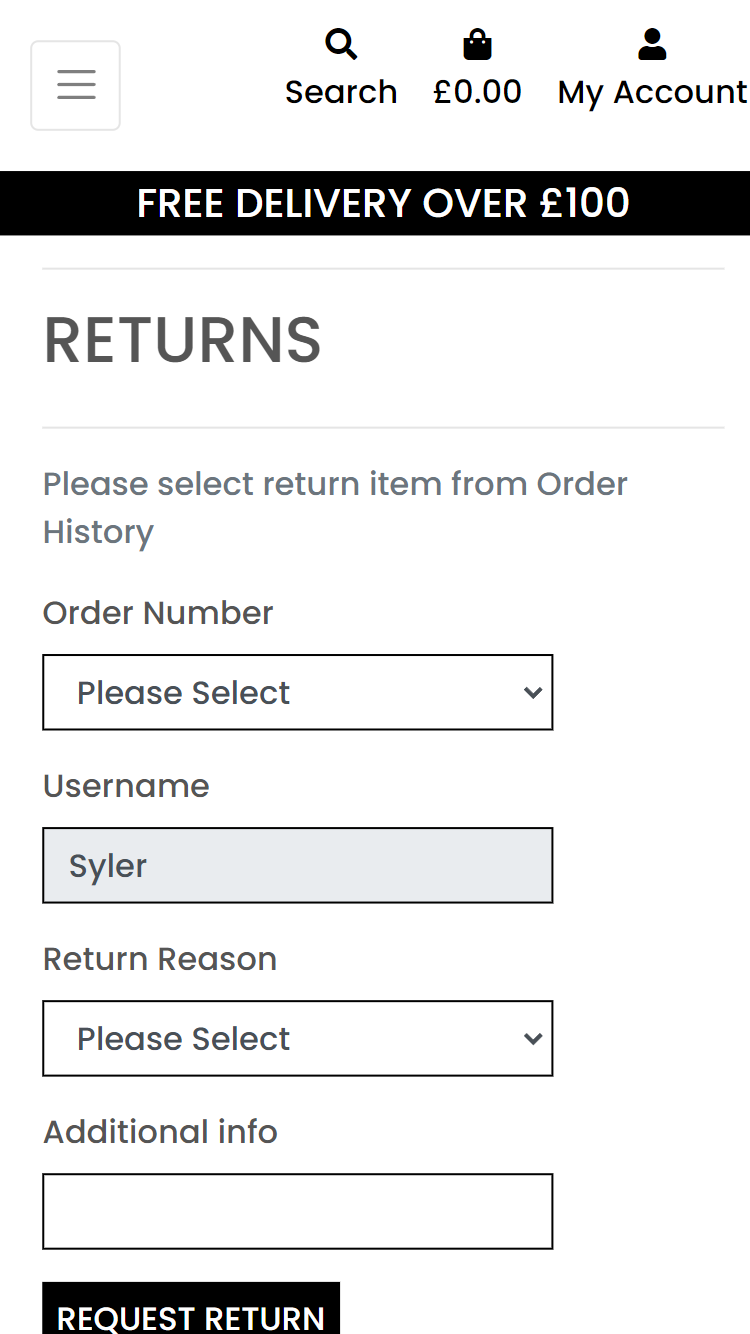 Search £0.00 My Account
FREE DELIVERY OVER £100
RETURNS
Please select return item from Order
History
Order Number
Please Select
Username
Syler
Return Reason
Please Select
Additional info
REQUEST RETURN